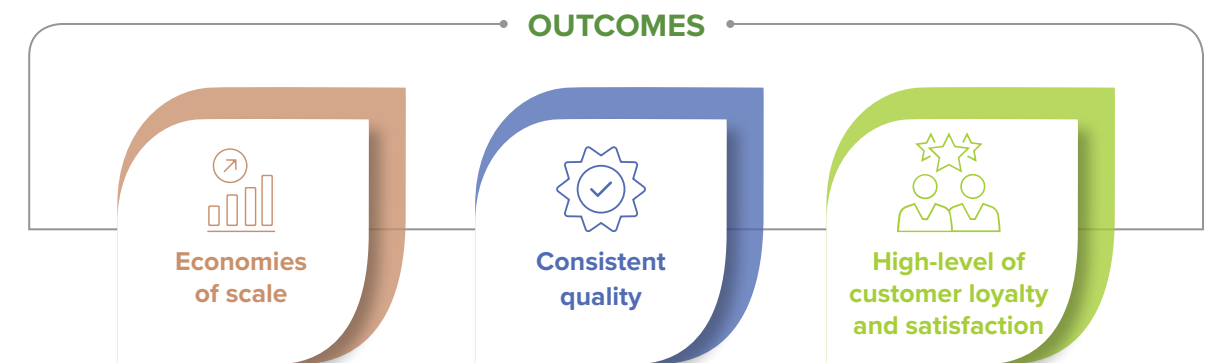 OUTCOMES
Economies
of scale
Consistent
quality
High-level of
customer loyalty
and satisfaction